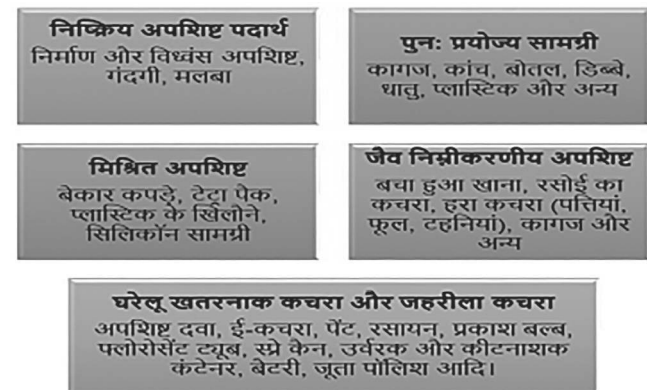 निष्क्रिय अपशिष्ट पदार्थ
निर्माण और विध्वंस अपशिष्ट,
गंदगी, मलबा
पुन: प्रयोज्य सामग्री
कागज, कांच, बोतल, डिब्बे,
धातु, प्लास्टिक और अन्य
मिश्रित अपशिष्ट
बेकार कपड़े, टेट्रा पैक,
प्लास्टिक के खिलौने,
सिलिकॉन सामग्री
जैव निम्नीकरणीय अपशिष्ट
बचा हुआ खाना, रसोई का
कचरा, हरा कचरा (पत्तियां,
फूल, टहनियां), कागज और
अन्य
घरेलू खतरनाक कचरा और जहरीला कचरा
अपशिष्ट दवा, ई-कचरा, पेंट, रसायन, प्रकाश बल्ब,
फ्लोरोसेंट ट्यूब, स्प्रे कैन, उर्वरक और कीटनाशक
कंटेनर, बैटरी, जूता पॉलिश आदि।